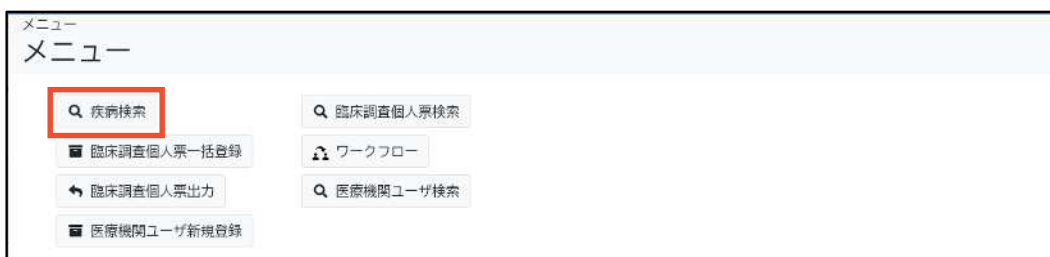 メニュー
メニュー
疾病検索
臨床調査個人票検索
臨床調査個人票一括登録
ワークフロー
臨床調査個人票出力
医療機関ユーザ検索
医療機関ユーザ新規登録